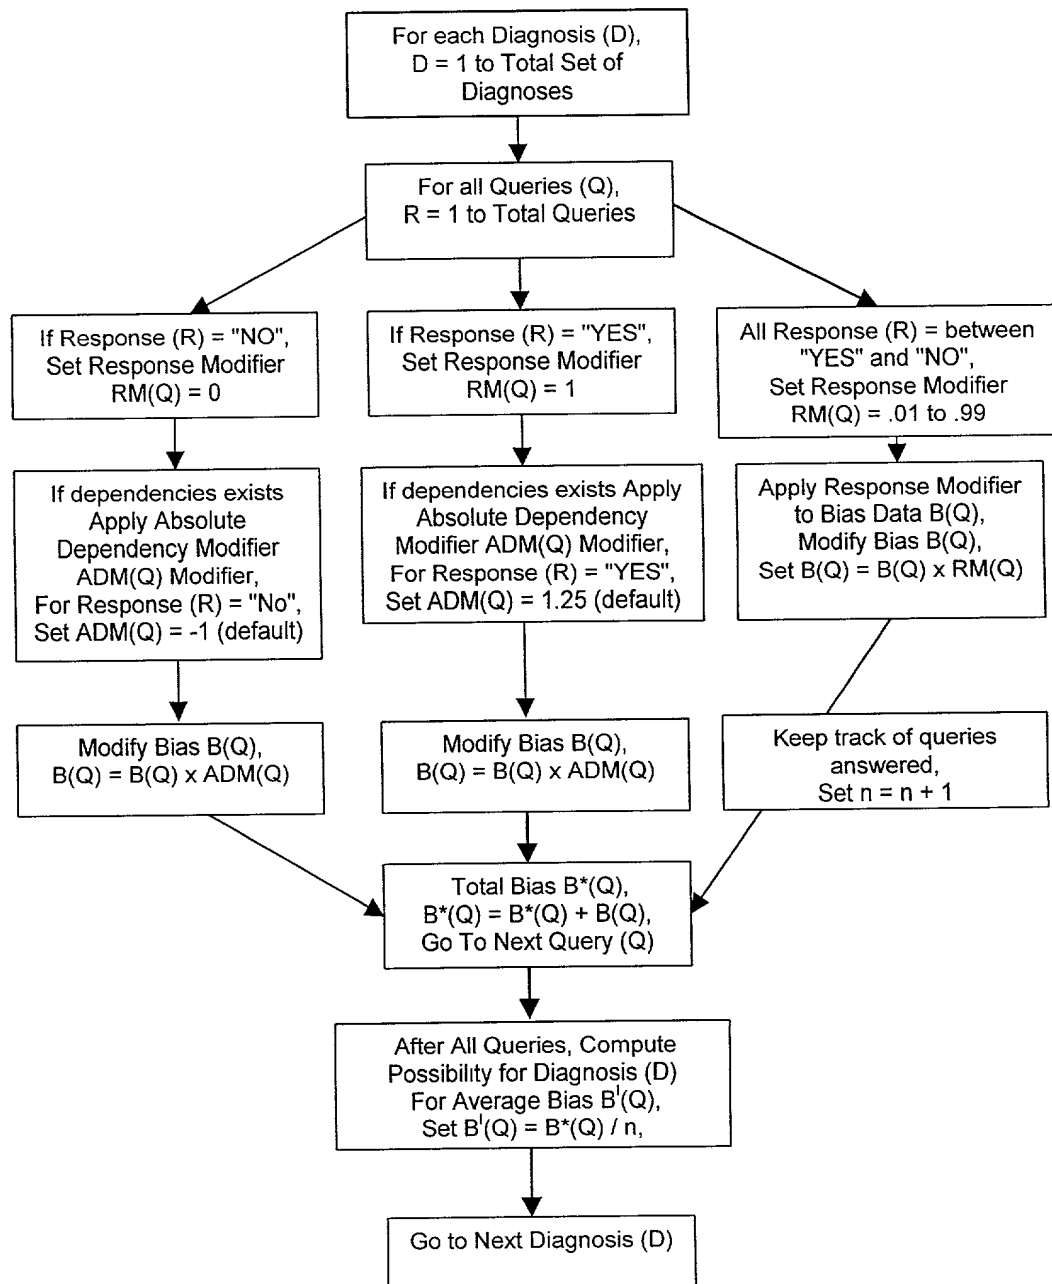 For each Diagnosis (D),
D = 1 to Total Set of
Diagnoses
For all Queries (Q),
R = 1 to Total Queries
If Response (R) = "NO",
Set Response Modifier
RM(Q) = 0
If Response (R) = "YES",
Set Response Modifier
RM(Q) = 1
All Response (R) = between
"YES" and "NO",
Set Response Modifier
RM(Q) = .01 to .99
If dependencies exists
Apply Absolute
Dependency Modifier
ADM(Q) Modifier,
For Response (R) = "No",
Set ADM(Q) = -1 (default)
If dependencies exists Apply
Absolute Dependency
Modifier ADM(Q) Modifier,
For Response (R) = "YES",
Set ADM(Q) = 1.25 (default)
Apply Response Modifier
to Bias Data B(Q),
Modify Bias B(Q),
Set B(Q) = B(Q) x RM(Q)
Modify Bias B(Q),
B(Q) = B(Q) x ADM(Q)
Modify Bias B(Q),
B(Q) = B(Q) x ADM(Q)
Keep track of queries
answered,
Set n = n + 1
Total Bias B*(Q),
B*(Q) = B*(Q) + B(Q),
Go To Next Query (Q)
After All Queries, Compute
Possibility for Diagnosis (D)
For Average Bias B'(Q),
Set B'(Q) = B*(Q) / n,
Go to Next Diagnosis (D)